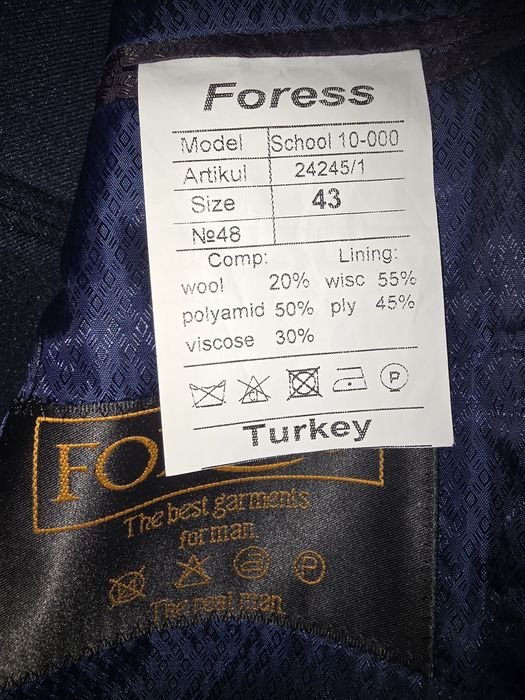 Foress
Model School 10-000
Artikul 24245/1
Size 43
№48
Comp: Lining:
wool 20% wisc 55%
polyamid 50% ply 45%
viscose 30%
P
Turkey
FO
The best garments
for man
P
The real man